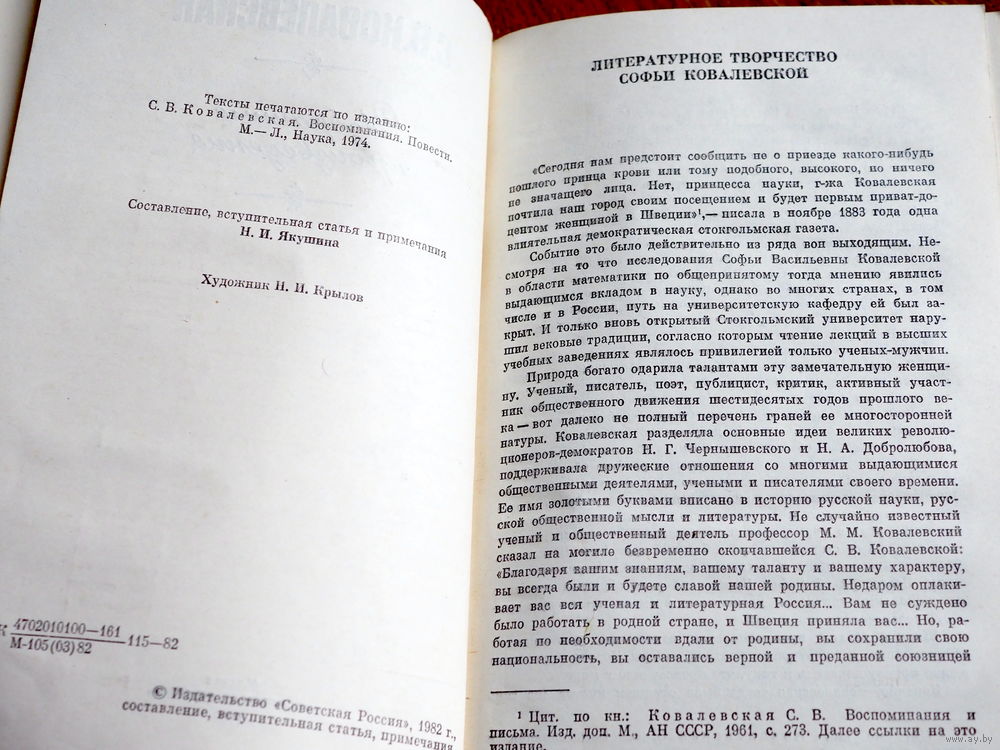 Тексты печатаются по изданию:
С. В. Ковалевская. Воспоминания. Повести.
М.— Л., Наука, 1974.
Составление, вступительная статья и примечания
Н. И. Якушина
Художник Н. И. Крылов
К 4702010100—161
М-105(03)82
115—82
© Издательство «Советская Россия», 1982 г.,
составление, вступительная статья, примечания
ЛИТЕРАТУРНОЕ ТВОРЧЕСТВО
СОФЬИ КОВАЛЕВСКОЙ
«Сегодня нам предстоит сообщить не о приезде какого-нибудь
пошлого принца крови или тому подобного, высокого, но ничего
не значащего лица. Нет, принцесса науки, г-жа Ковалевская
почтила наш город своим посещением и будет первым приват-до-
центом женщиной в Швеции»¹,— писала в ноябре 1883 года одна
влиятельная демократическая стокгольмская газета.
Событие это было действительно из ряда вон выходящим. Не-
смотря на то что исследования Софьи Васильевны Ковалевской
в области математики по общепринятому тогда мнению явились
выдающимся вкладом в науку, однако во многих странах, в том
числе и в России, путь на университетскую кафедру ей был за-
крыт. И только вновь открытый Стокгольмский университет нару-
шил вековые традиции, согласно которым чтение лекций в высших
учебных заведениях являлось привилегией только ученых-мужчин.
Природа богато одарила талантами эту замечательную женщи-
ну. Ученый, писатель, поэт, публицист, критик, активный участ-
ник общественного движения шестидесятых годов прошлого ве-
ка — вот далеко не полный перечень граней ее многосторонней
натуры. Ковалевская разделяла основные идеи великих револю-
ционеров-демократов Н. Г. Чернышевского и Н. А. Добролюбова,
поддерживала дружеские отношения со многими выдающимися
общественными деятелями, учеными и писателями своего времени.
Ее имя золотыми буквами вписано в историю русской науки, рус-
ской общественной мысли и литературы. Не случайно известный
ученый и общественный деятель профессор М. М. Ковалевский
сказал на могиле безвременно скончавшейся С. В. Ковалевской:
«Благодаря вашим знаниям, вашему таланту и вашему характеру,
вы всегда были и будете славой нашей родины. Недаром оплаки-
вает вас вся ученая и литературная Россия... Вам не суждено
было работать в родной стране, и Швеция приняла вас... Но, ра-
ботая по необходимости вдали от родины, вы сохранили свою
национальность, вы оставались верной и преданной союзницей
¹ Цит. по кн.: Ковалевская С. В. Воспоминания и
письма. Изд. доп. М., АН СССР, 1961, с. 273. Далее ссылки на это
издание.
www.ay.by